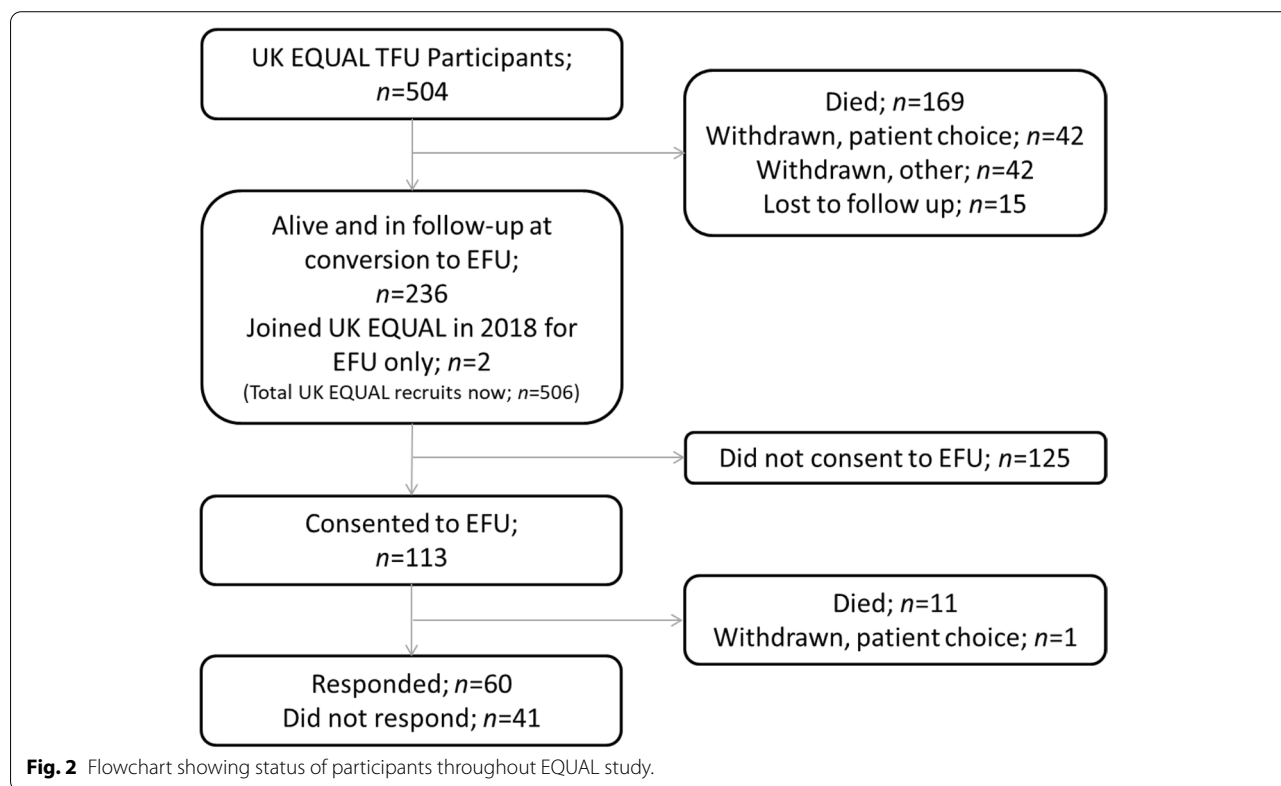 UK EQUAL TFU Participants;
n=504
Died; n=169
Withdrawn, patient choice; n=42
Withdrawn, other; n=42
Lost to follow up; n=15
Alive and in follow-up at
conversion to EFU;
n=236
Joined UK EQUAL in 2018 for
EFU only; n=2
(Total UK EQUAL recruits now; n=506)
Did not consent to EFU; n=125
Consented to EFU;
n=113
Died; n=11
Withdrawn, patient choice; n=1
Responded; n=60
Did not respond; n=41
Fig. 2 Flowchart showing status of participants throughout EQUAL study.